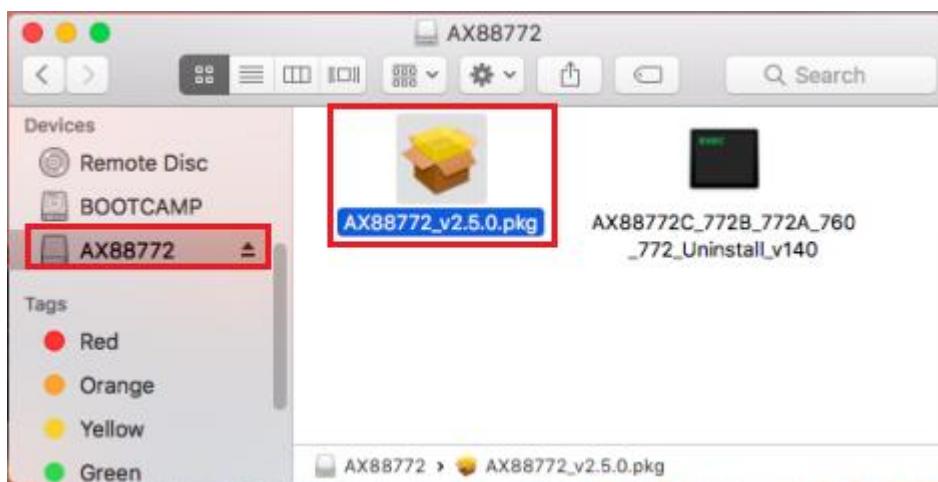 AX88772
Search
Devices
Remote Disc
BOOTCAMP
AX88772
Tags
Red
Orange
Yellow
Green
AX88772_v2.5.0.pkg
EXEC
AX88772C_772B_772A_760
_772_Uninstall_v140
AX88772 › AX88772_v2.5.0.pkg